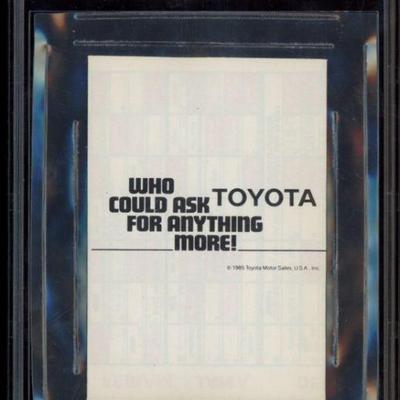 WHO
COULD ASK TOYOTA
FOR ANYTHING
MORE!
© 1985 Toyota Motor Sales, U.S.A., Inc.